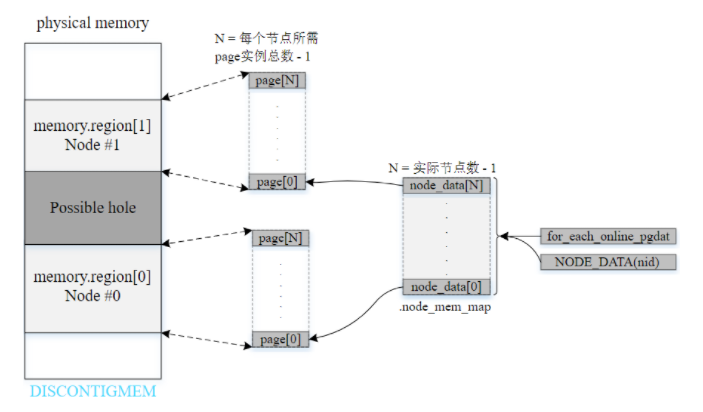 physical memory
N = 每个节点所需
page实例总数 - 1
page[N]
memory.region[1]
Node #1
page[0]
N = 实际节点数 - 1
node_data[N]
Possible hole
page[N]
for_each_online_pgdat
NODE_DATA(nid)
memory.region[0]
Node #0
node_data[0]
.node_mem_map
page[0]
DISCONTIGMEM